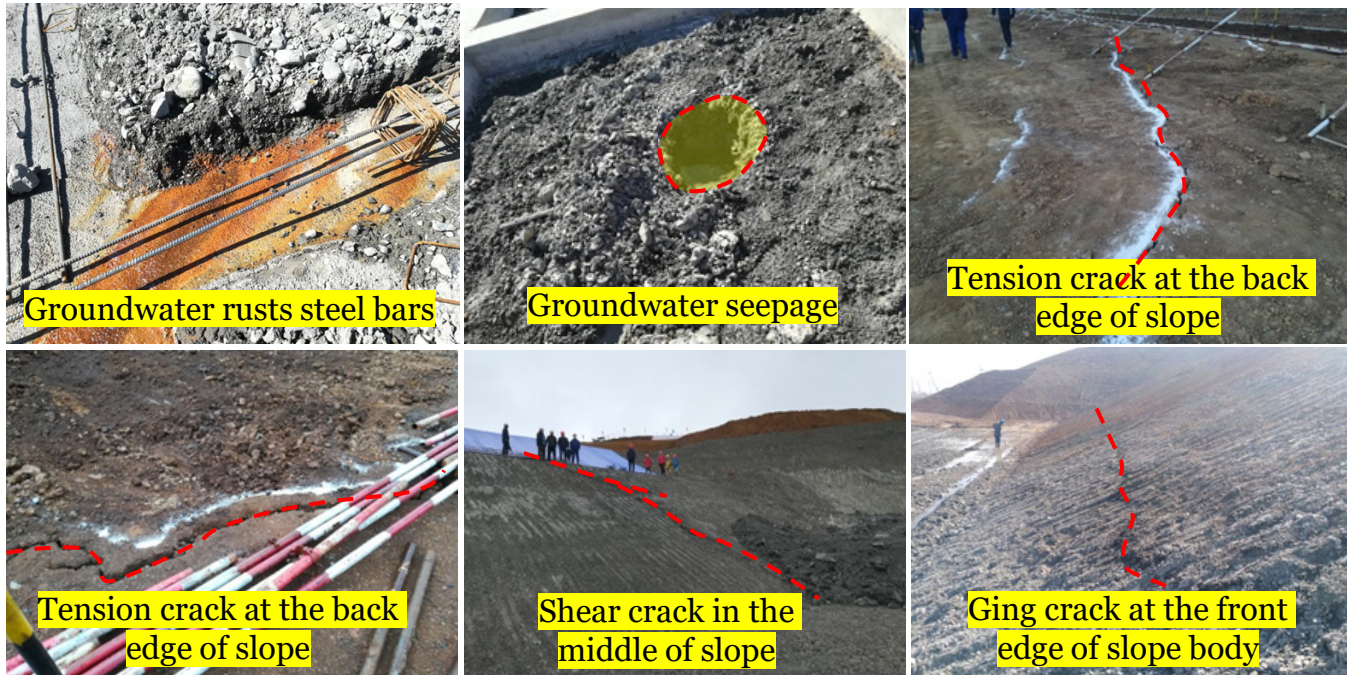 Groundwater rusts steel bars
Groundwater seepage
Tension crack at the back
edge of slope
Tension crack at the back
edge of slope
Shear crack in the
middle of slope
Ging crack at the front
edge of slope body